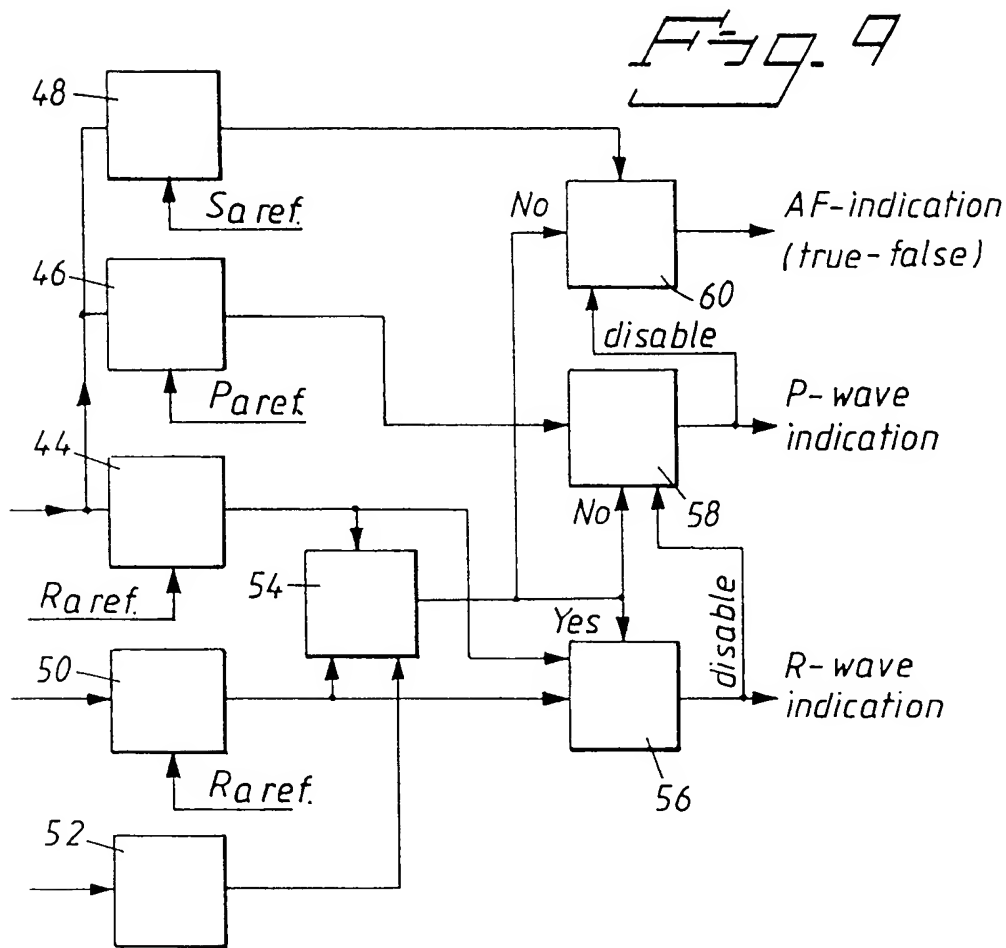 Fig. 9
48
Sa ref.
No
AF-indication
(true-false)
60
46
disable
Pa ref.
P-wave
indication
44
58
No
54
Ra ref.
Yes
disable
50
R-wave
indication
Ra ref.
56
52